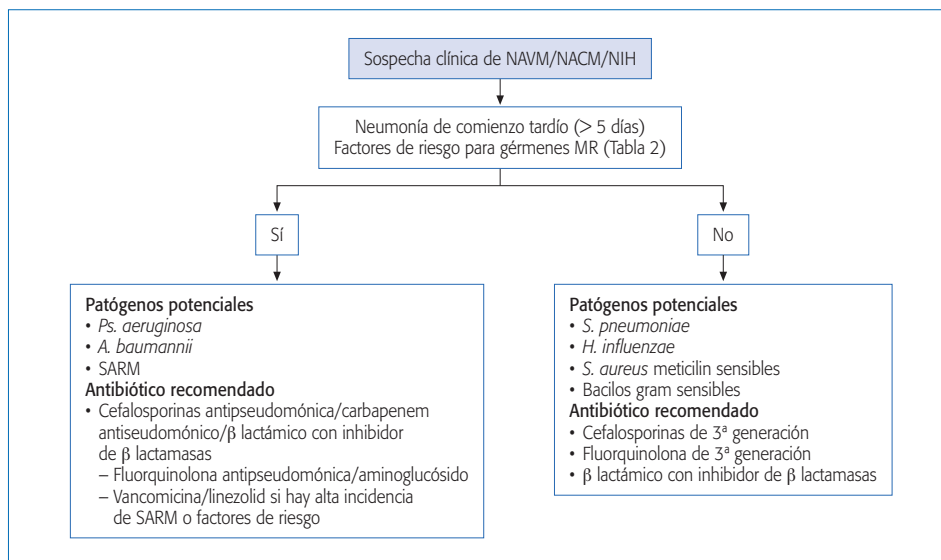 Sospecha clínica de NAVM/NACM/NIH
Neumonía de comienzo tardío (> 5 días)
Factores de riesgo para gérmenes MR (Tabla 2)
Sí
No
Patógenos potenciales
• Ps. aeruginosa
• A. baumannii
• SARM
Antibiótico recomendado
• Cefalosporinas antipseudomónica/carbapenem
antiseudomónico/β lactámico con inhibidor
de β lactamasas
– Fluorquinolona antipseudomónica/aminoglucósido
– Vancomicina/linezolid si hay alta incidencia
de SARM o factores de riesgo
Patógenos potenciales
• S. pneumoniae
• H. influenzae
• S. aureus meticilin sensibles
• Bacilos gram sensibles
Antibiótico recomendado
• Cefalosporinas de 3ª generación
• Fluorquinolona de 3ª generación
• β lactámico con inhibidor de β lactamasas